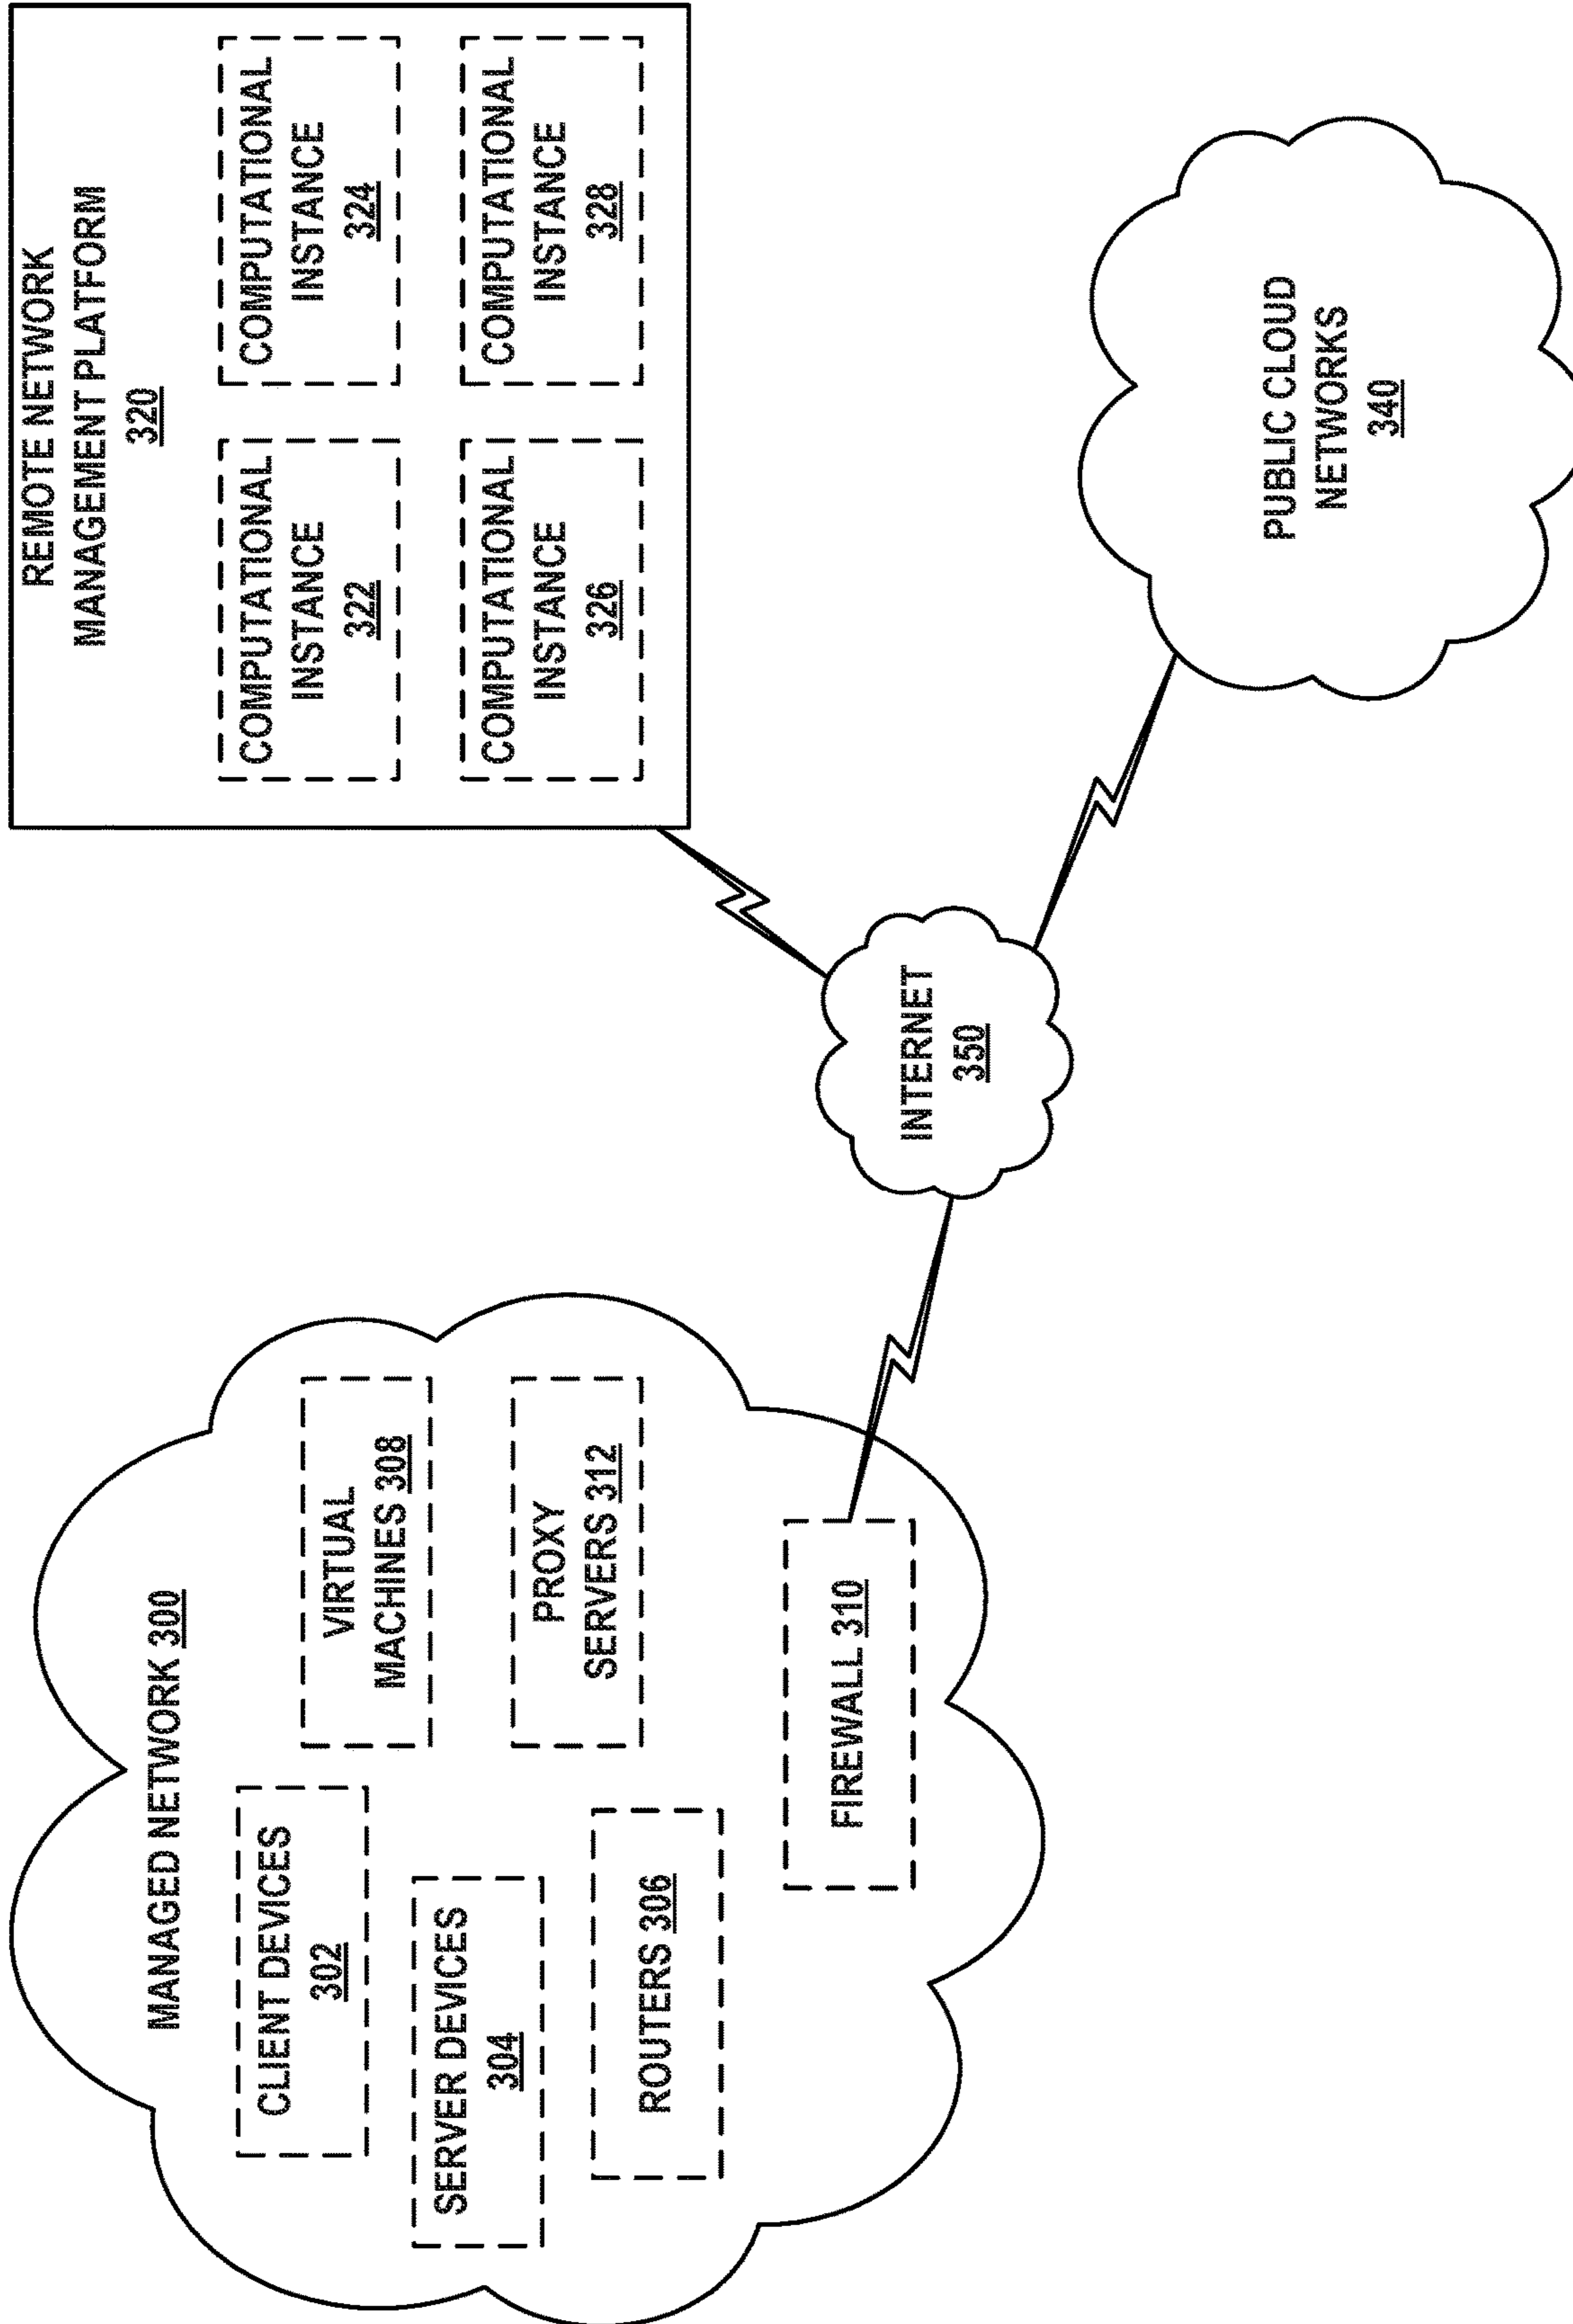 MANAGED NETWORK 300
CLIENT DEVICES
302
SERVER DEVICES
304
ROUTERS 306
VIRTUAL
MACHINES 308
PROXY
SERVERS 312
FIREWALL 310
INTERNET
350
REMOTE NETWORK
MANAGEMENT PLATFORM
320
COMPUTATIONAL
INSTANCE
322
COMPUTATIONAL
INSTANCE
324
COMPUTATIONAL
INSTANCE
326
COMPUTATIONAL
INSTANCE
328
PUBLIC CLOUD
NETWORKS
340